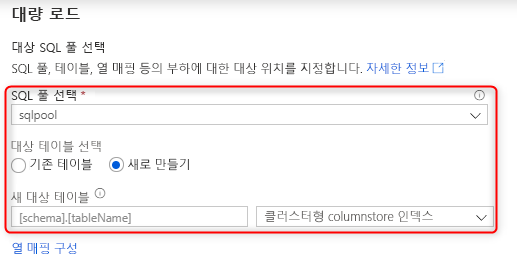 대량 로드
대상 SQL 풀 선택
SQL 풀, 테이블, 열 매핑 등의 부하에 대한 대상 위치를 지정합니다. 자세한 정보
SQL 풀 선택 *
sqlpool
대상 테이블 선택
기존 테이블 새로 만들기
새 대상 테이블
[schema].[tableName] 클러스터형 columnstore 인덱스
열 매핑 구성